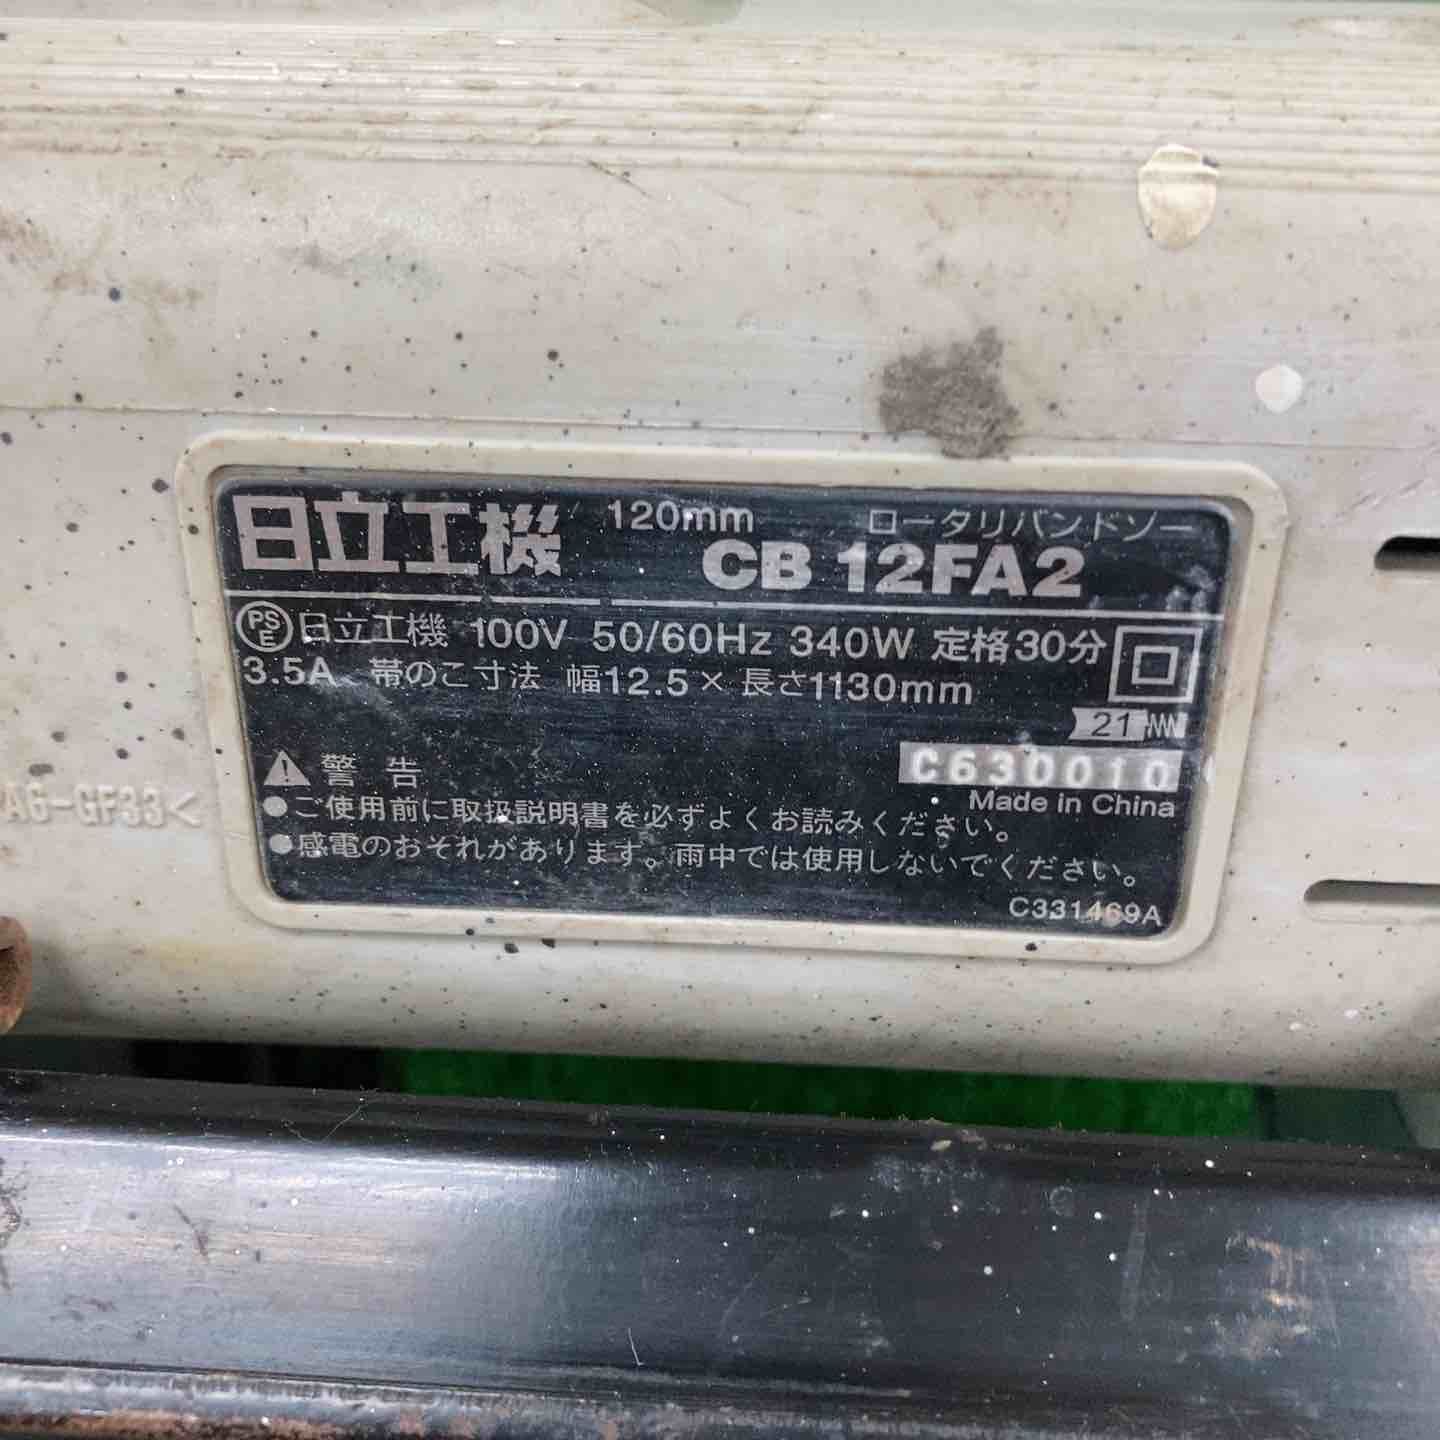 日立工機 120mm ロータリバンドソー
CB 12FA2
PSE 日立工機 100V 50/60Hz 340W 定格30分
3.5A 帯のこ寸法 幅12.5×長さ1130mm
21
C630010
Made in China
警告
●ご使用前に取扱説明書を必ずよくお読みください。
●感電のおそれがあります。雨中では使用しないでください。
C331469A
A6-GF33<